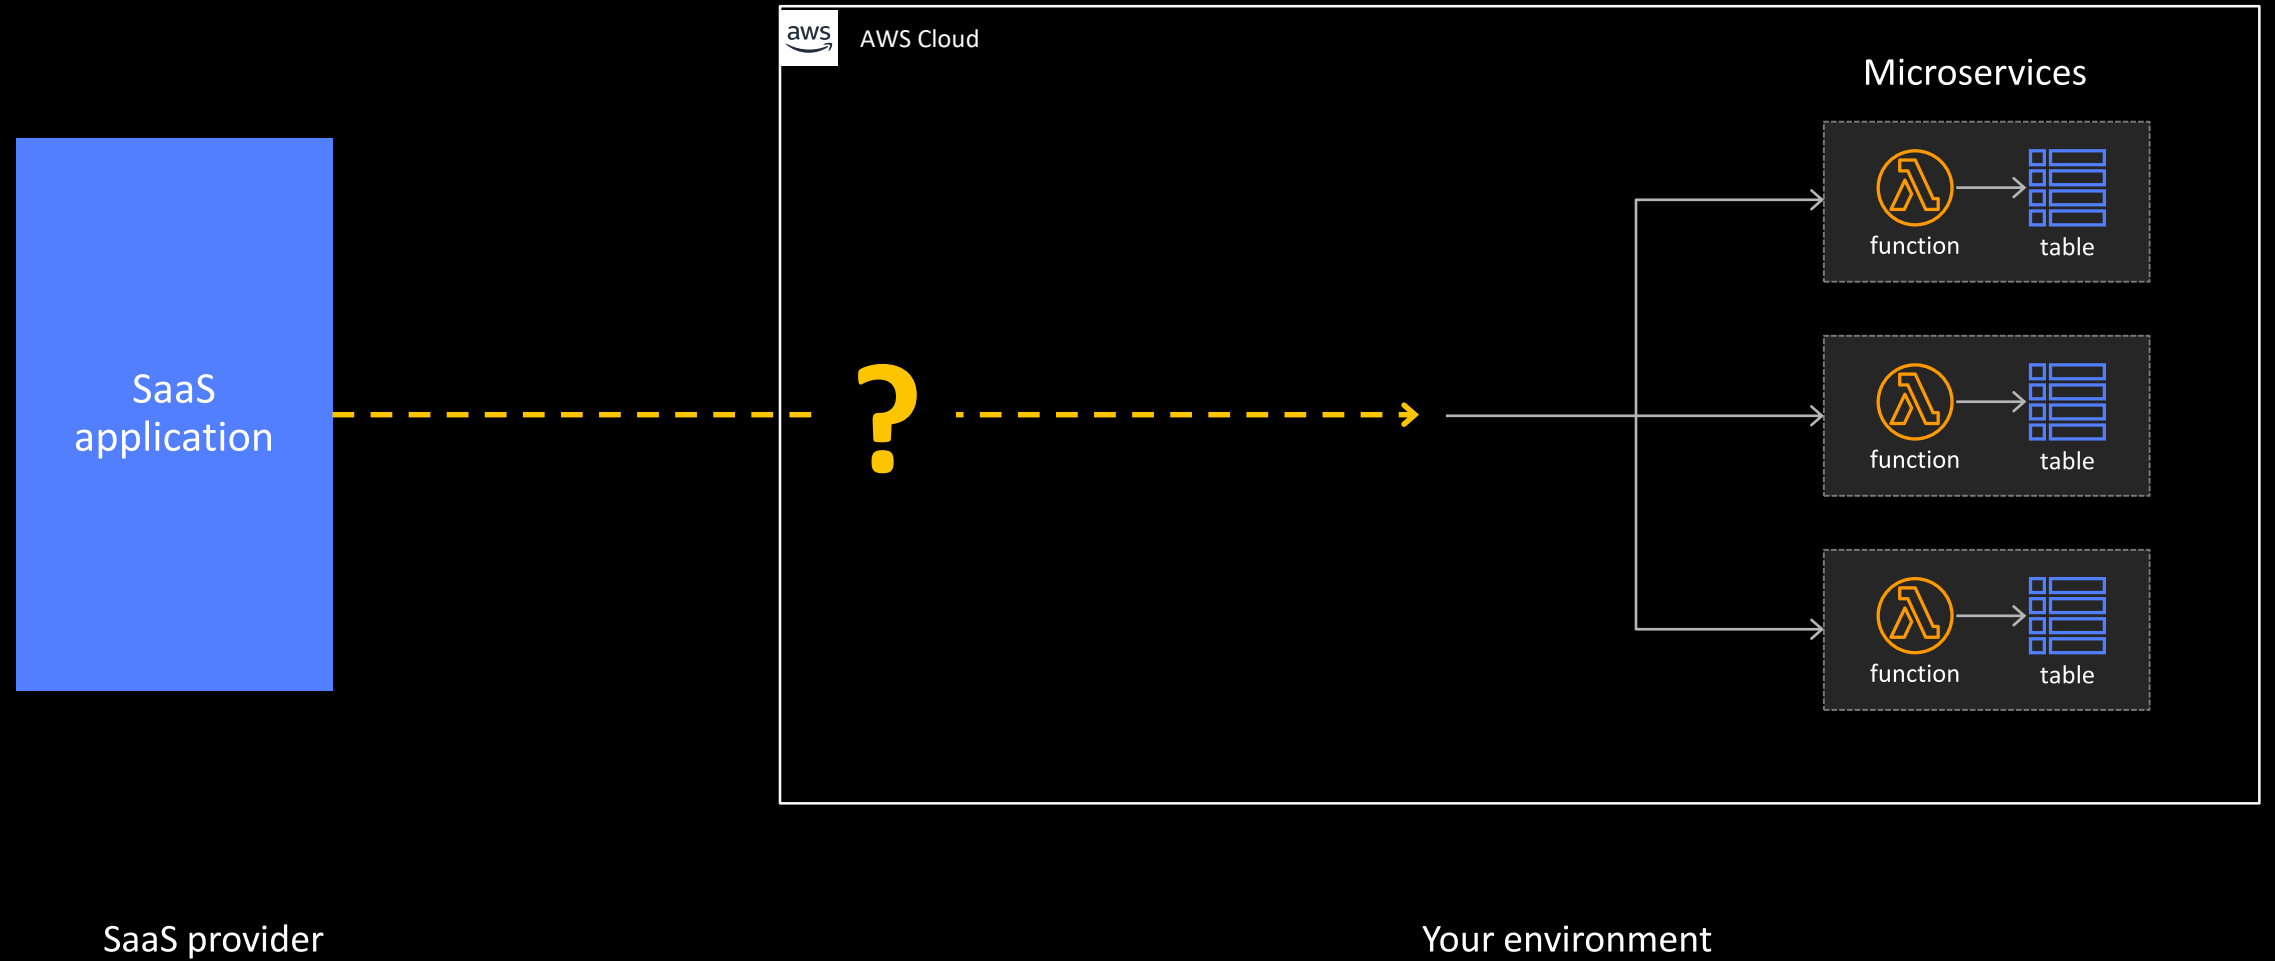 aws
AWS Cloud
Microservices
function
table
SaaS
application
?
function
table
function
table
SaaS provider
Your environment